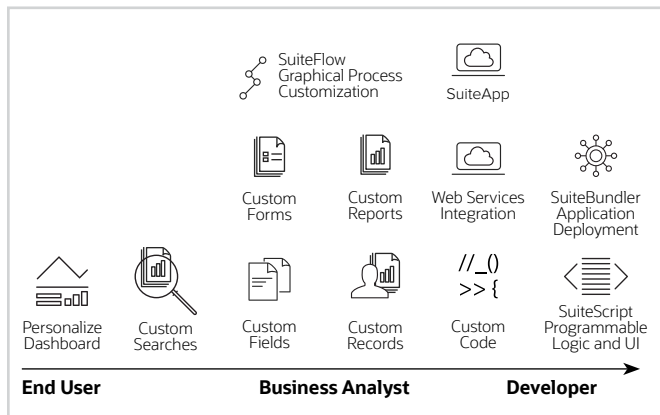 SuiteFlow
Graphical Process
Customization
SuiteApp
Custom
Forms
Custom
Reports
Web Services
Integration
SuiteBundler
Application
Deployment
//_()
>> {
Personalize
Dashboard
Custom
Searches
Custom
Fields
Custom
Records
Custom
Code
SuiteScript
Programmable
Logic and UI
End User
Business Analyst
Developer